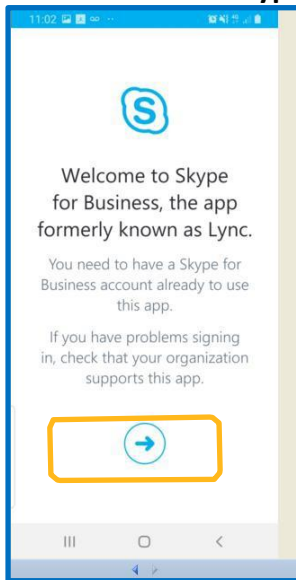 11:02
S
Welcome to Skype
for Business, the app
formerly known as Lync.
You need to have a Skype for
Business account already to use
this app.
If you have problems signing
in, check that your organization
supports this app.